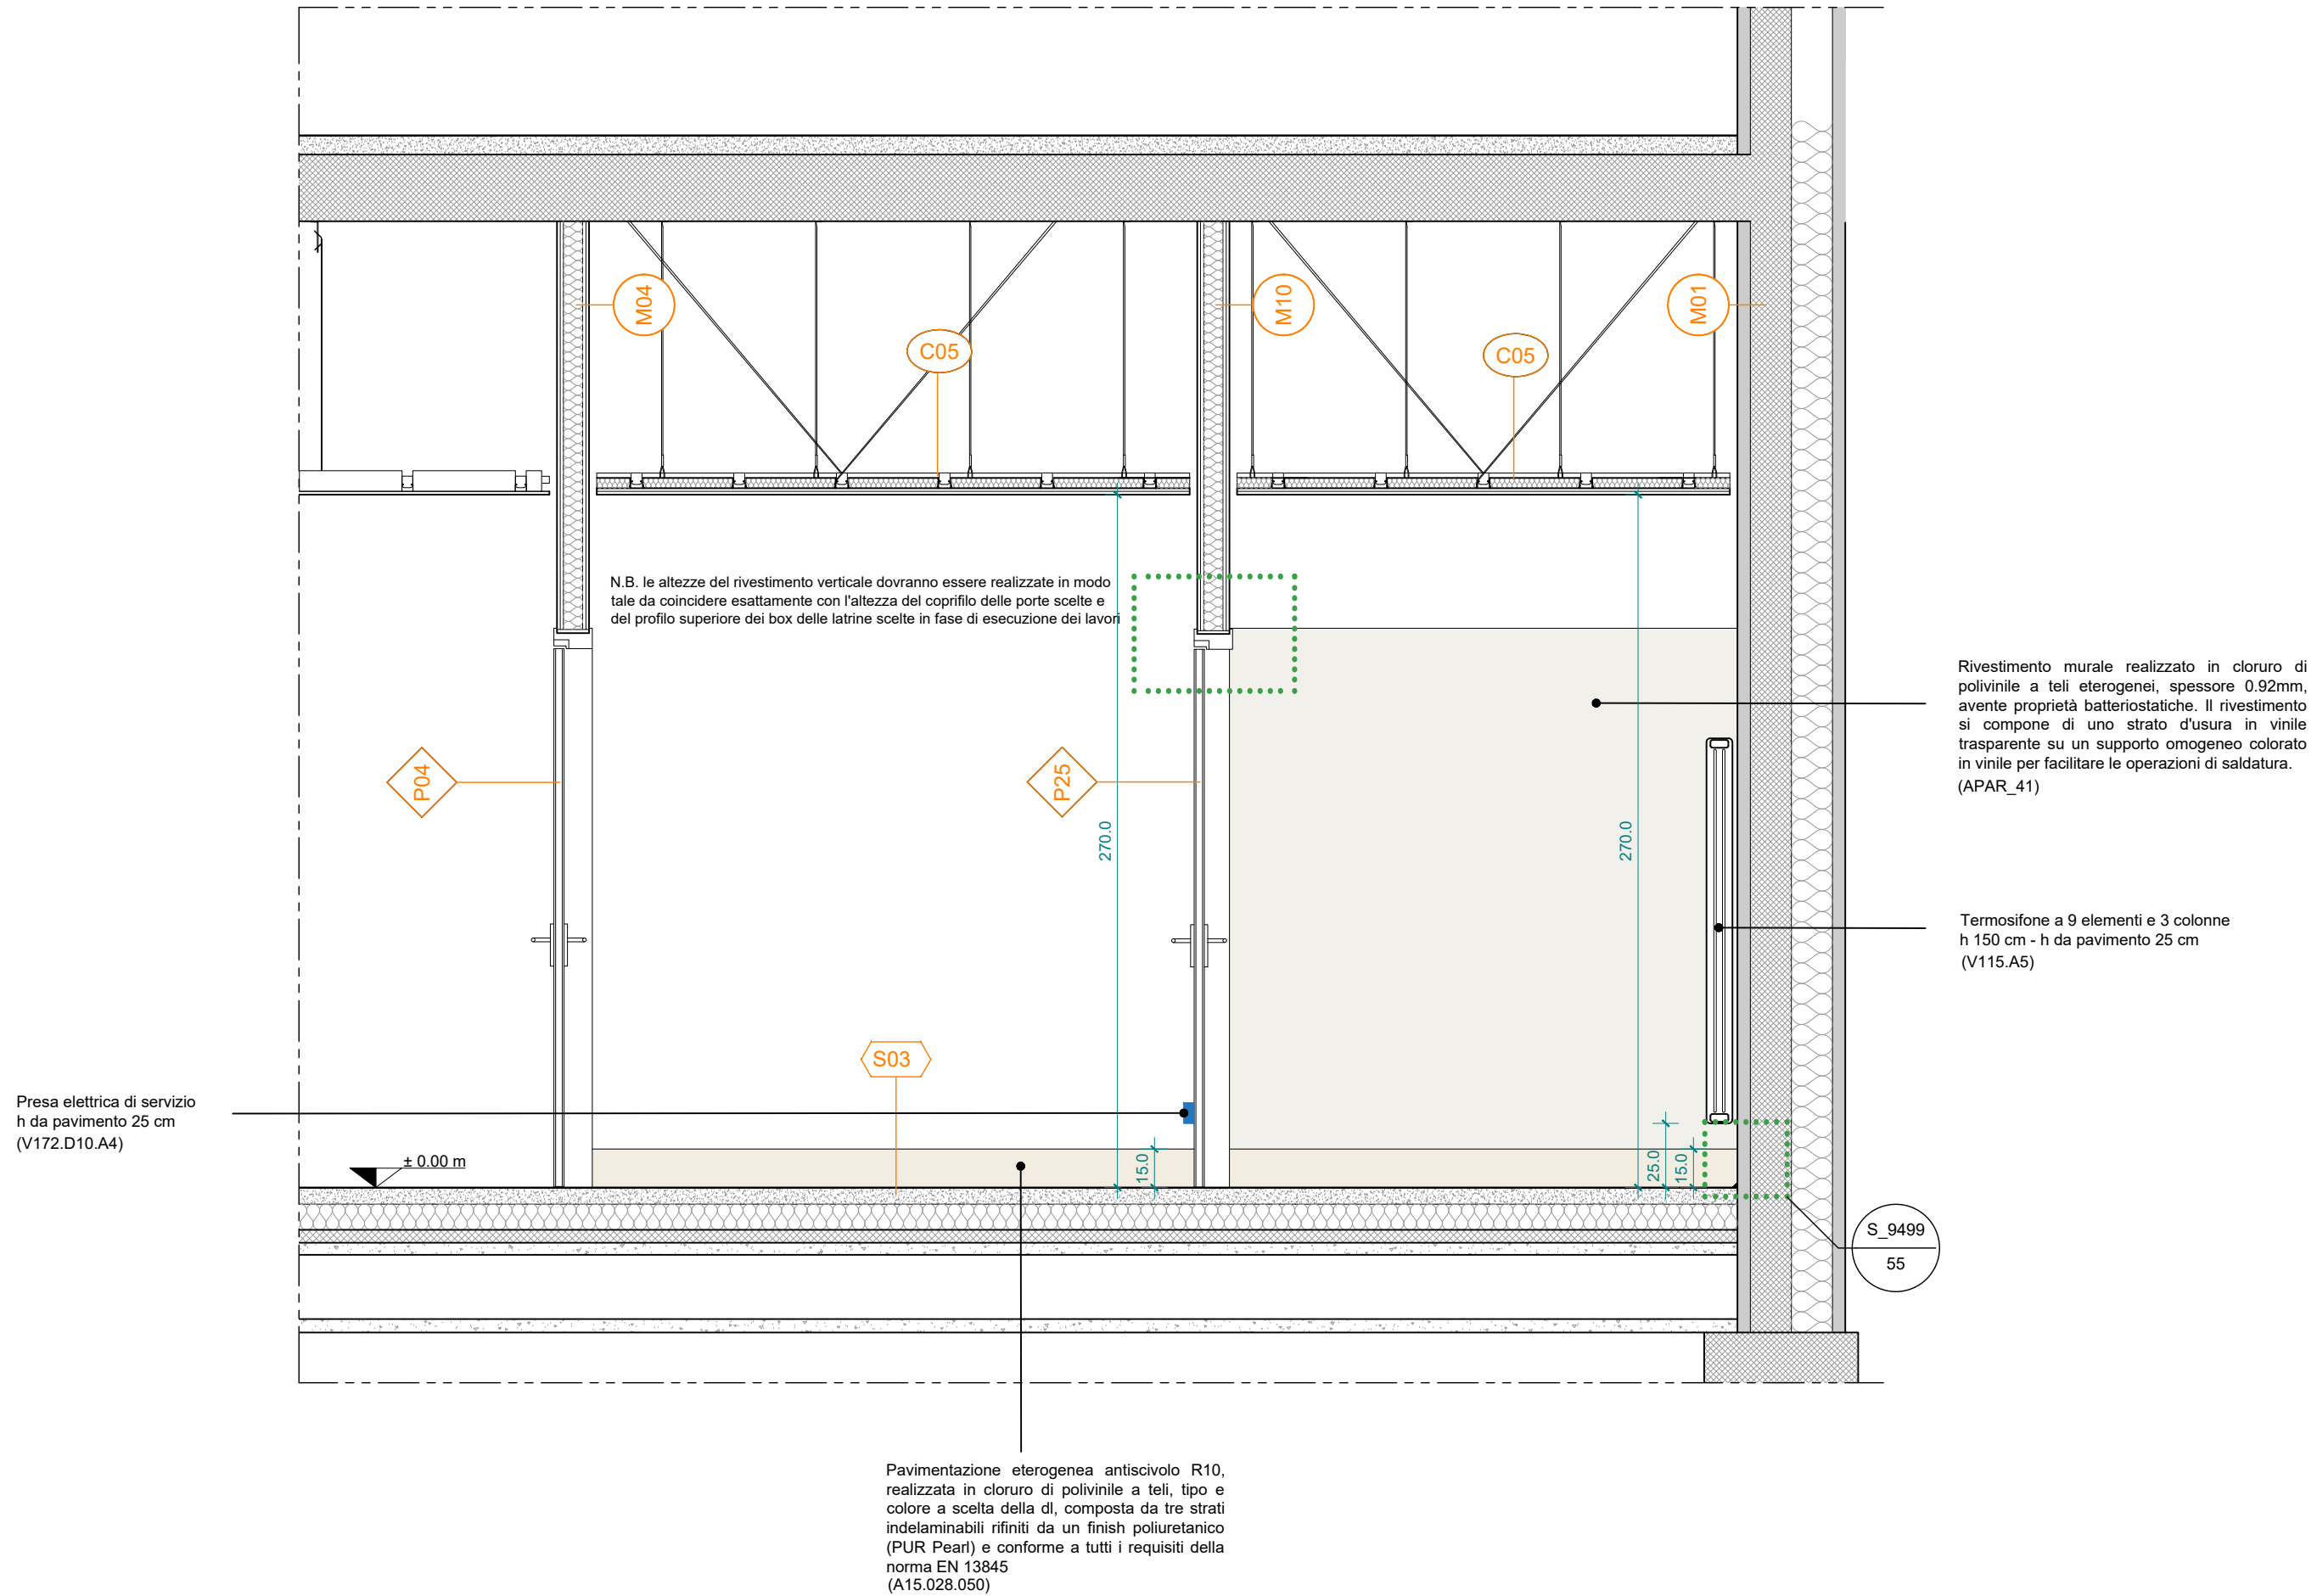 M04
M10
M01
C05
C05
N.B. le altezze del rivestimento verticale dovranno essere realizzate in modo
tale da coincidere esattamente con l'altezza del coprifilo delle porte scelte e
del profilo superiore dei box delle latrine scelte in fase di esecuzione dei lavori
Rivestimento murale realizzato in cloruro di
polivinile a teli eterogenei, spessore 0.92mm,
avente proprietà batteriostatiche. Il rivestimento
si compone di uno strato d'usura in vinile
trasparente su un supporto omogeneo colorato
in vinile per facilitare le operazioni di saldatura.
(APAR_41)
P04
P25
270.0
270.0
Termosifone a 9 elementi e 3 colonne
h 150 cm - h da pavimento 25 cm
(V115.A5)
S03
Presa elettrica di servizio
h da pavimento 25 cm
(V172.D10.A4)
± 0.00 m
15.0
25.0
15.0
S_9499
55
Pavimentazione eterogenea antiscivolo R10,
realizzata in cloruro di polivinile a teli, tipo e
colore a scelta della dl, composta da tre strati
indelaminabili rifiniti da un finish poliuretanico
(PUR Pearl) e conforme a tutti i requisiti della
norma EN 13845
(A15.028.050)